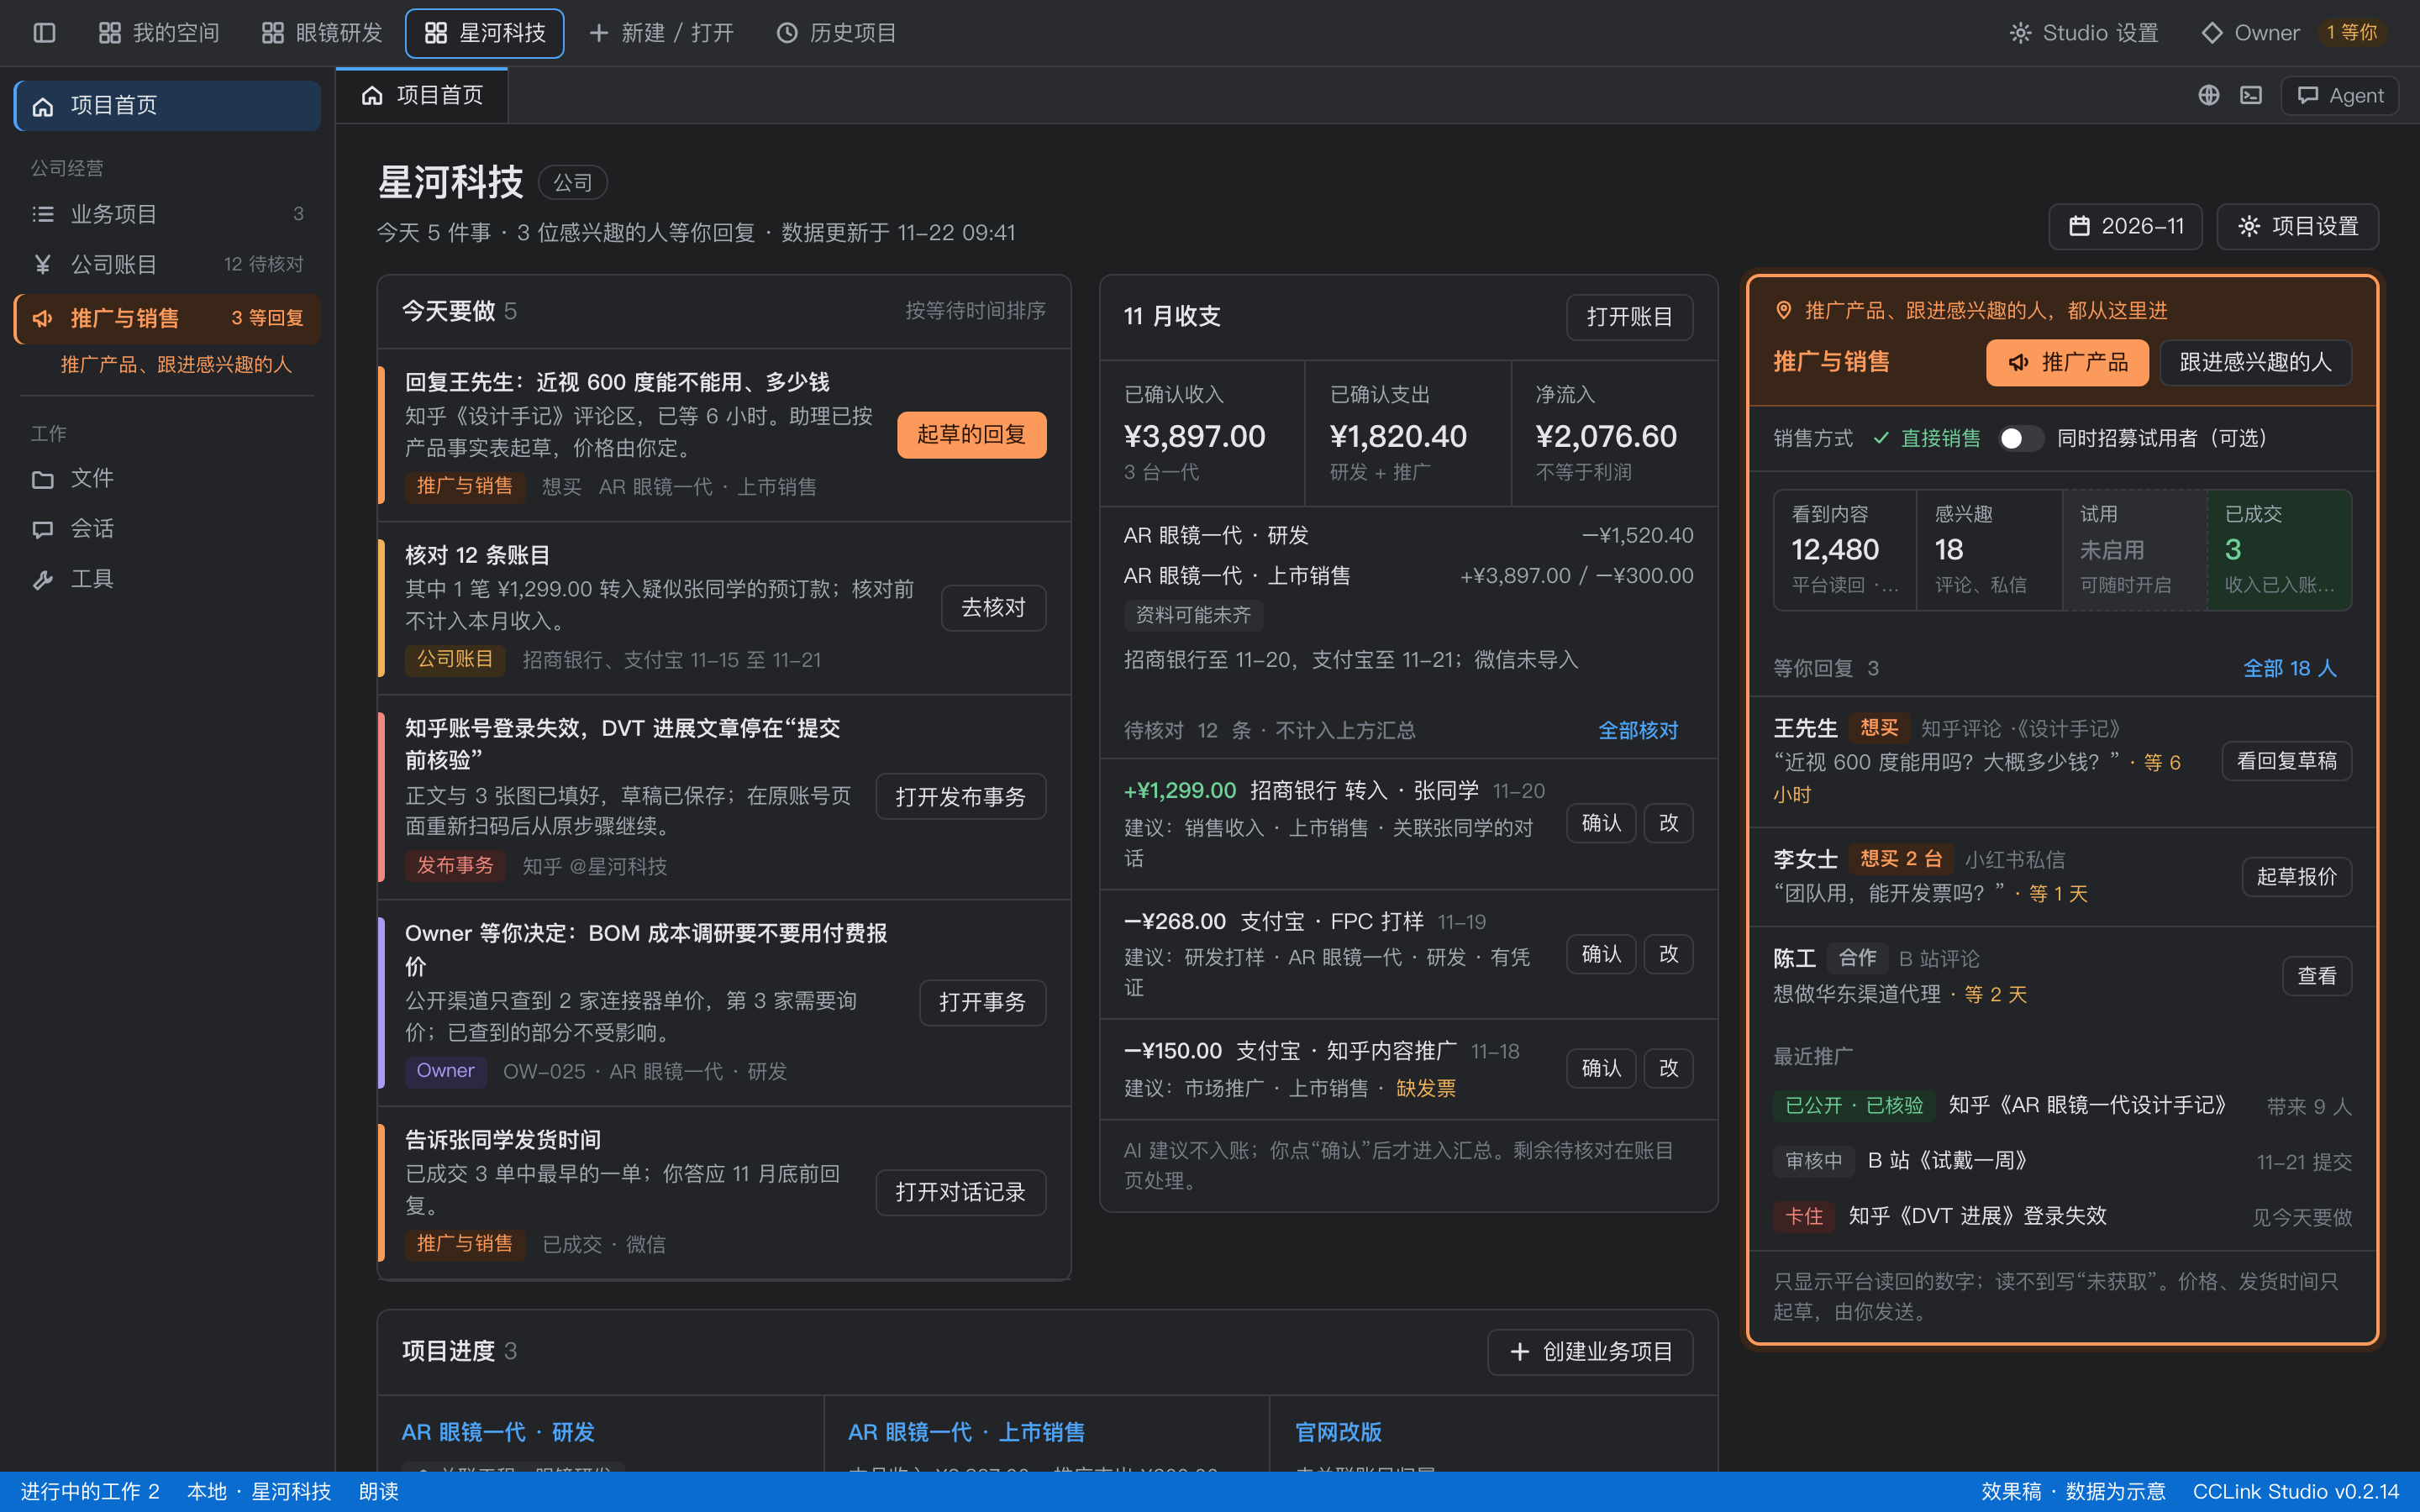 我的空间
眼镜研发
星河科技
新建 / 打开
历史项目
Studio 设置
Owner
1 等你
项目首页
公司经营
业务项目 3
公司账目 12 待核对
推广与销售 3 等回复
推广产品、跟进感兴趣的人
工作
文件
会话
工具
项目首页
Agent
星河科技 公司
今天 5 件事 · 3 位感兴趣的人等你回复 · 数据更新于 11-22 09:41
2026-11
项目设置
今天要做 5
按等待时间排序
回复王先生：近视 600 度能不能用、多少钱
知乎《设计手记》评论区，已等 6 小时。助理已按
产品事实表起草，价格由你定。
推广与销售 想买 AR 眼镜一代 · 上市销售
起草的回复
核对 12 条账目
其中 1 笔 ¥1,299.00 转入疑似张同学的预订款；核对前
不计入本月收入。
公司账目 招商银行、支付宝 11-15 至 11-21
去核对
知乎账号登录失效，DVT 进展文章停在“提交
前核验”
正文与 3 张图已填好，草稿已保存；在原账号页
面重新扫码后从原步骤继续。
发布事务 知乎 @星河科技
打开发布事务
Owner 等你决定：BOM 成本调研要不要用付费报
价
公开渠道只查到 2 家连接器单价，第 3 家需要询
价；已查到的部分不受影响。
Owner OW-025 · AR 眼镜一代 · 研发
打开事务
告诉张同学发货时间
已成交 3 单中最早的一单；你答应 11 月底前回
复。
推广与销售 已成交 · 微信
打开对话记录
11 月收支
打开账目
已确认收入
¥3,897.00
3 台一代
已确认支出
¥1,820.40
研发 + 推广
净流入
¥2,076.60
不等于利润
AR 眼镜一代 · 研发 −¥1,520.40
AR 眼镜一代 · 上市销售 +¥3,897.00 / −¥300.00
资料可能未齐
招商银行至 11-20，支付宝至 11-21；微信未导入
待核对 12 条 · 不计入上方汇总
全部核对
+¥1,299.00 招商银行 转入 · 张同学 11-20
建议：销售收入 · 上市销售 · 关联张同学的对
话
确认 改
−¥268.00 支付宝 · FPC 打样 11-19
建议：研发打样 · AR 眼镜一代 · 研发 · 有凭
证
确认 改
−¥150.00 支付宝 · 知乎内容推广 11-18
建议：市场推广 · 上市销售 · 缺发票
确认 改
AI 建议不入账；你点“确认”后才进入汇总。剩余待核对在账目
页处理。
推广产品、跟进感兴趣的人，都从这里进
推广与销售
推广产品
跟进感兴趣的人
销售方式 直接销售 同时招募试用者（可选）
看到内容
12,480
平台读回 ·…
感兴趣
18
评论、私信
试用
未启用
可随时开启
已成交
3
收入已入账…
等你回复 3
全部 18 人
王先生 想买 知乎评论 ·《设计手记》
“近视 600 度能用吗？大概多少钱？” · 等 6
小时
看回复草稿
李女士 想买 2 台 小红书私信
“团队用，能开发票吗？” · 等 1 天
起草报价
陈工 合作 B 站评论
想做华东渠道代理 · 等 2 天
查看
最近推广
已公开 · 已核验 知乎《AR 眼镜一代设计手记》 带来 9 人
审核中 B 站《试戴一周》 11-21 提交
卡住 知乎《DVT 进展》登录失效 见今天要做
只显示平台读回的数字；读不到写“未获取”。价格、发货时间只
起草，由你发送。
项目进度 3
创建业务项目
AR 眼镜一代 · 研发
AR 眼镜一代 · 上市销售
官网改版
进行中的工作 2
本地 · 星河科技
朗读
效果稿 · 数据为示意
CCLink Studio v0.2.14